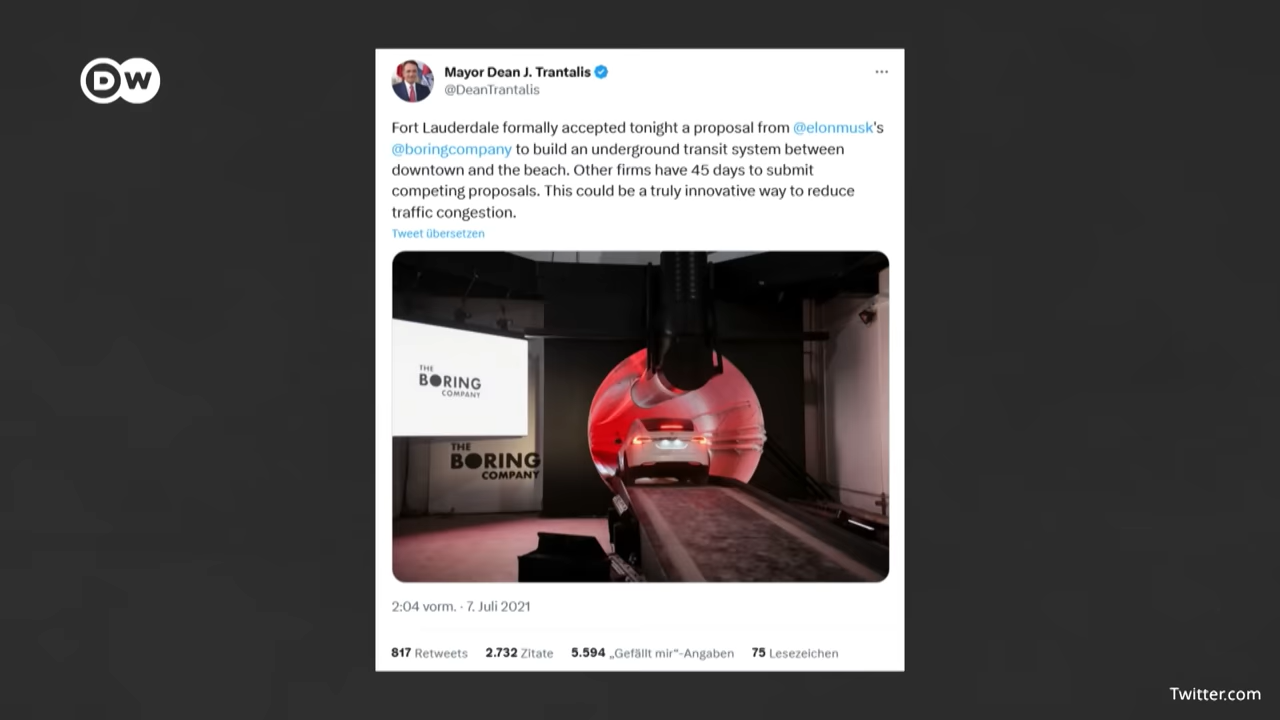 DW
Mayor Dean J. Trantalis
@DeanTrantalis
Fort Lauderdale formally accepted tonight a proposal from @elonmusk's
@boringcompany to build an underground transit system between
downtown and the beach. Other firms have 45 days to submit
competing proposals. This could be a truly innovative way to reduce
traffic congestion.
Tweet übersetzen
THE
BORING
COMPANY
THE
BORING
COMPANY
2:04 vorm. · 7. Juli 2021
817 Retweets 2.732 Zitate 5.594 „Gefällt mir“-Angaben 75 Lesezeichen
Twitter.com